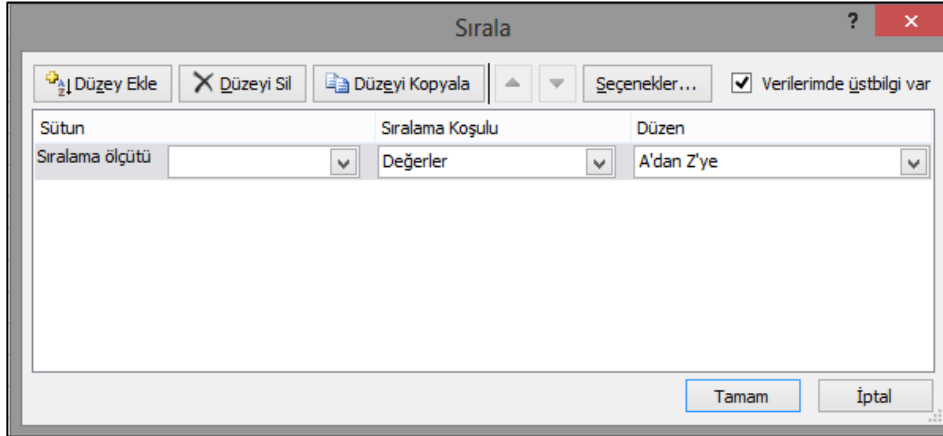 Sırala
?
Düzey Ekle Düzeyi Sil Düzeyi Kopyala Seçenekler... Verilerimde üstbilgi var
Sütun Sıralama Koşulu Düzen
Sıralama ölçütü Değerler A'dan Z'ye
Tamam İptal